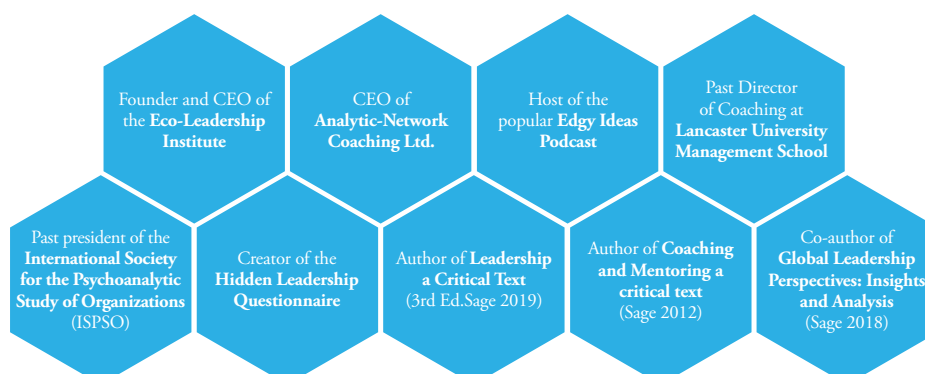 Founder and CEO of
the Eco-Leadership
Institute
CEO of
Analytic-Network
Coaching Ltd.
Host of the
popular Edgy Ideas
Podcast
Past Director
of Coaching at
Lancaster University
Management School
Past president of the
International Society
for the Psychoanalytic
Study of Organizations
(ISPSO)
Creator of the
Hidden Leadership
Questionnaire
Author of Leadership
a Critical Text
(3rd Ed.Sage 2019)
Author of Coaching
and Mentoring a
critical text
(Sage 2012)
Co-author of
Global Leadership
Perspectives: Insights
and Analysis
(Sage 2018)